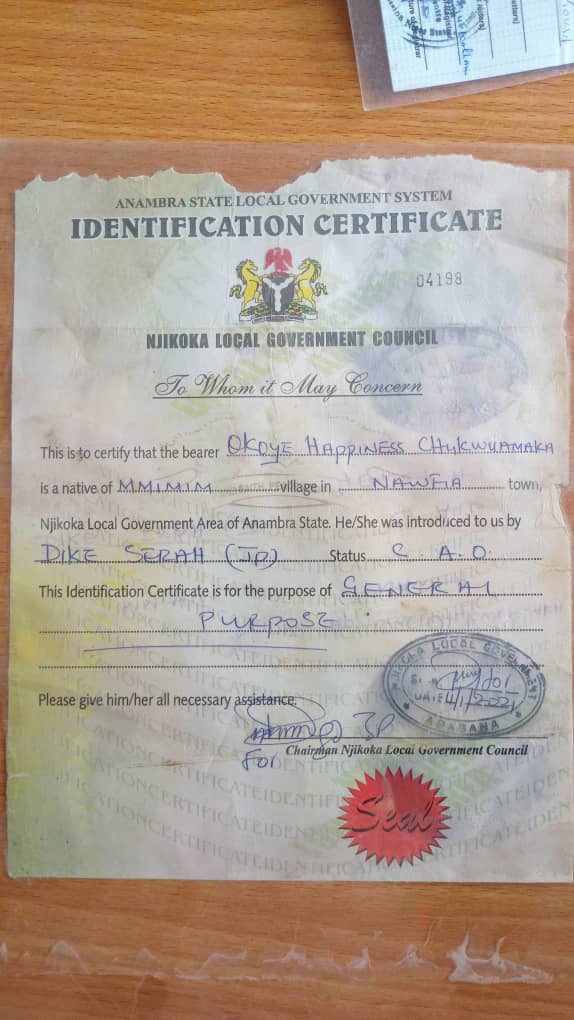 ANAMBRA STATE LOCAL GOVERNMENT SYSTEM
IDENTIFICATION CERTIFICATE
04198
NJIKOKA LOCAL GOVERNMENT COUNCIL
To Whom it May Concern
This is to certify that the bearer OKOYE HAPPINESS CHUKWUAMAKA
is a native of MMIMIM village in NAWFIA town,
Njikoka Local Government Area of Anambra State. He/She was introduced to us by
DIKE SERAH (JP) Status S. A. O.
This Identification Certificate is for the purpose of GENERAL
PURPOSE
NJIKOKA LOCAL GOVERNMENT
Please give him/her all necessary assistance.
JP
For Chairman Njikoka Local Government Council
Seal